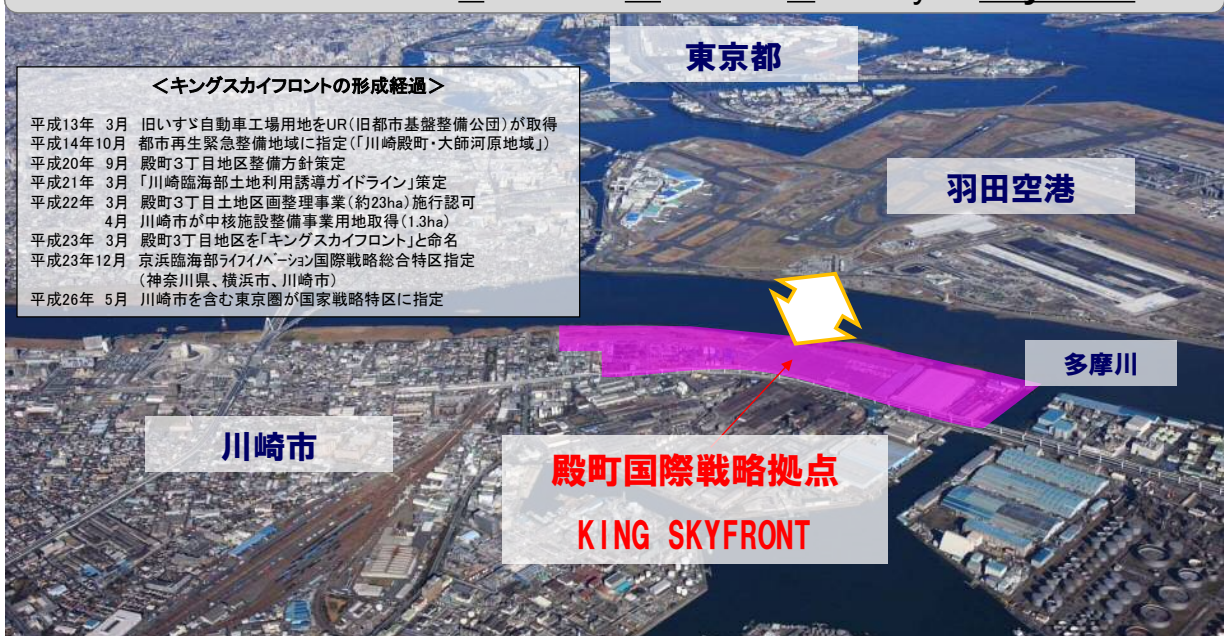 東京都
<キングスカイフロントの形成経過>
平成13年 3月 旧いすゞ自動車工場用地をUR(旧都市基盤整備公団)が取得
平成14年10月 都市再生緊急整備地域に指定(「川崎殿町・大師河原地域」)
平成20年 9月 殿町3丁目地区整備方針策定
平成21年 3月 「川崎臨海部土地利用誘導ガイドライン」策定
平成22年 3月 殿町3丁目土地区画整理事業(約23ha)施行認可
4月 川崎市が中核施設整備事業用地取得(1.3ha)
平成23年 3月 殿町3丁目地区を「キングスカイフロント」と命名
平成23年12月 京浜臨海部ライフイノベーション国際戦略総合特区指定
(神奈川県、横浜市、川崎市)
平成26年 5月 川崎市を含む東京圏が国家戦略特区に指定
羽田空港
多摩川
川崎市
殿町国際戦略拠点
KING SKYFRONT